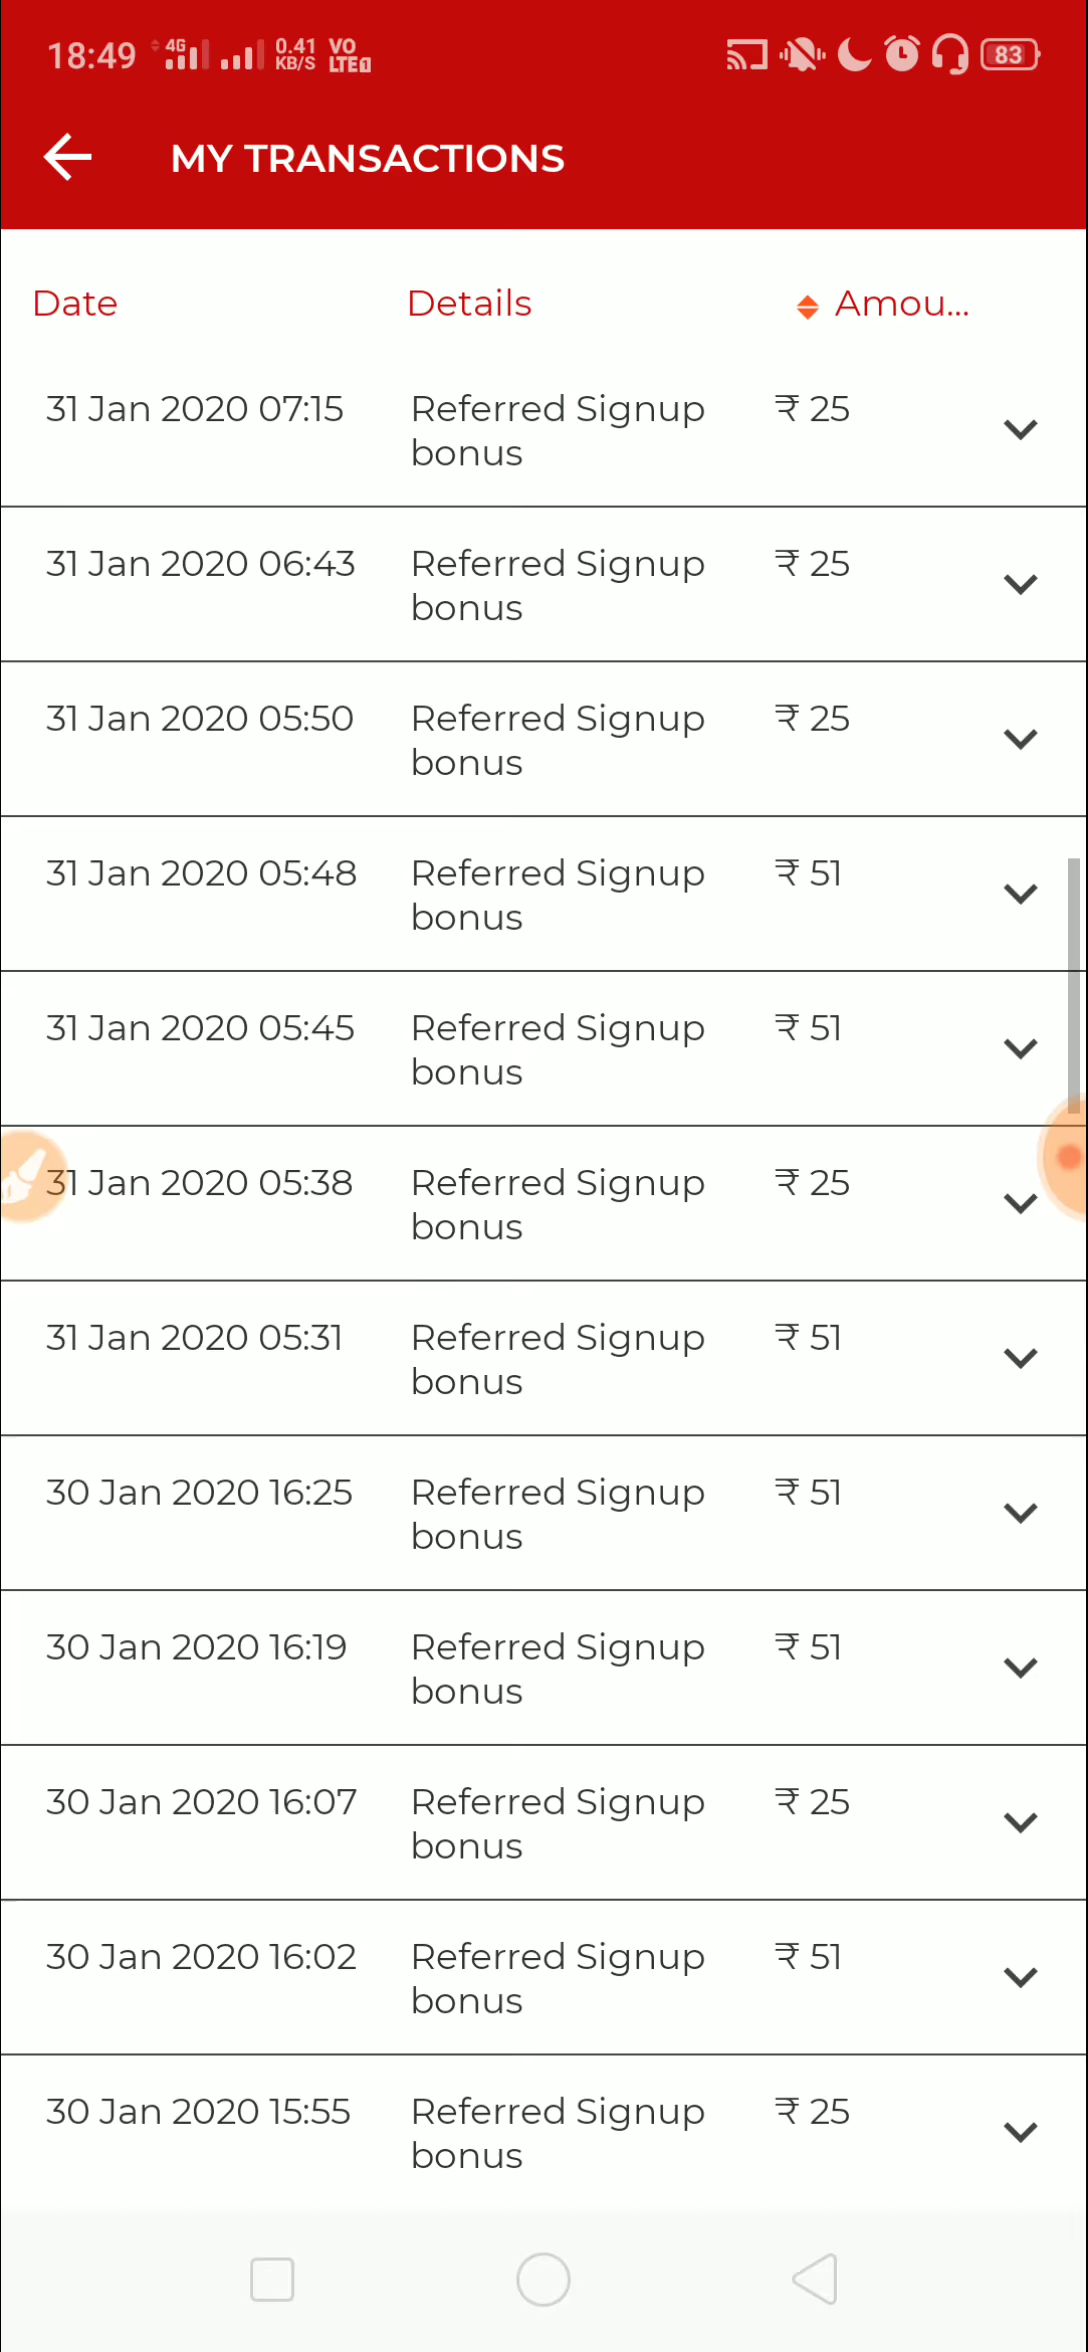 18:49 4G 0.41 KB/S VO LTE 1 83
MY TRANSACTIONS
Date Details Amou...
31 Jan 2020 07:15 Referred Signup ₹ 25
bonus
31 Jan 2020 06:43 Referred Signup ₹ 25
bonus
31 Jan 2020 05:50 Referred Signup ₹ 25
bonus
31 Jan 2020 05:48 Referred Signup ₹ 51
bonus
31 Jan 2020 05:45 Referred Signup ₹ 51
bonus
31 Jan 2020 05:38 Referred Signup ₹ 25
bonus
31 Jan 2020 05:31 Referred Signup ₹ 51
bonus
30 Jan 2020 16:25 Referred Signup ₹ 51
bonus
30 Jan 2020 16:19 Referred Signup ₹ 51
bonus
30 Jan 2020 16:07 Referred Signup ₹ 25
bonus
30 Jan 2020 16:02 Referred Signup ₹ 51
bonus
30 Jan 2020 15:55 Referred Signup ₹ 25
bonus